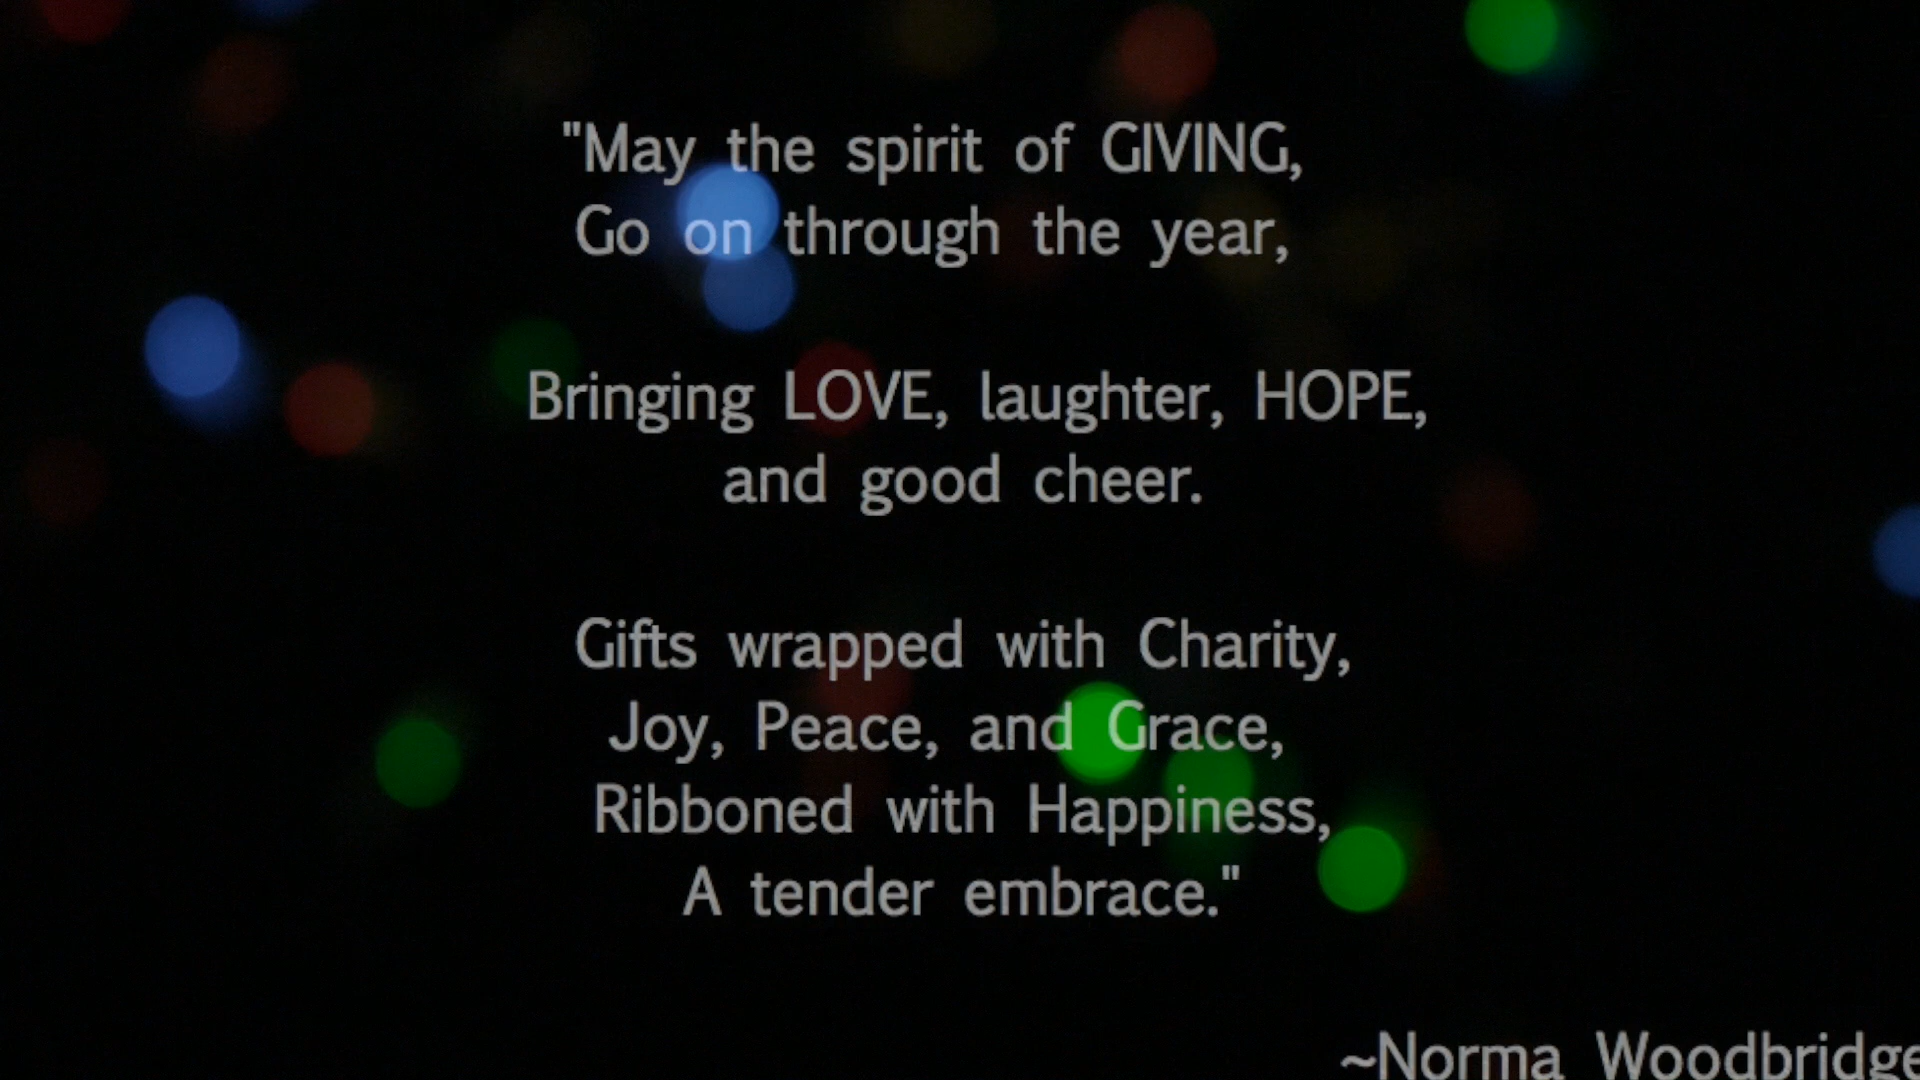 "May the spirit of GIVING,
Go on through the year,
Bringing LOVE, laughter, HOPE,
and good cheer.
Gifts wrapped with Charity,
Joy, Peace, and Grace,
Ribboned with Happiness,
A tender embrace."
~Norma Woodbridge